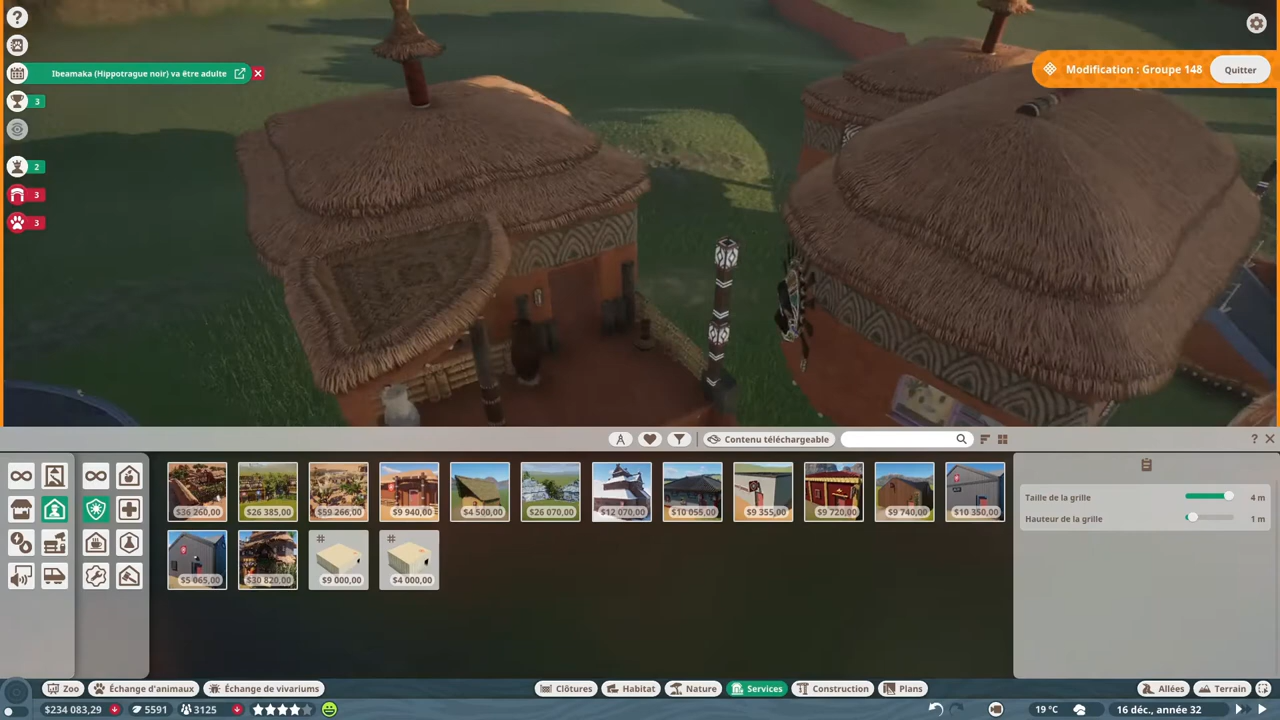 ?
Ibeamaka (Hippotrague noir) va être adulte
3
2
3
3
Modification : Groupe 148
Quitter
Contenu téléchargeable
?
$36 260,00
$26 385,00
$59 266,00
$9 940,00
$4 500,00
$26 070,00
$12 070,00
$10 055,00
$9 355,00
$9 720,00
$9 740,00
$10 350,00
$5 065,00
$30 820,00
$9 000,00
$4 000,00
Taille de la grille
4 m
Hauteur de la grille
1 m
Zoo
Échange d'animaux
Échange de vivariums
Clôtures
Habitat
Nature
Services
Construction
Plans
Allées
Terrain
$234 083,29
5591
3125
19 °C
16 déc., année 32